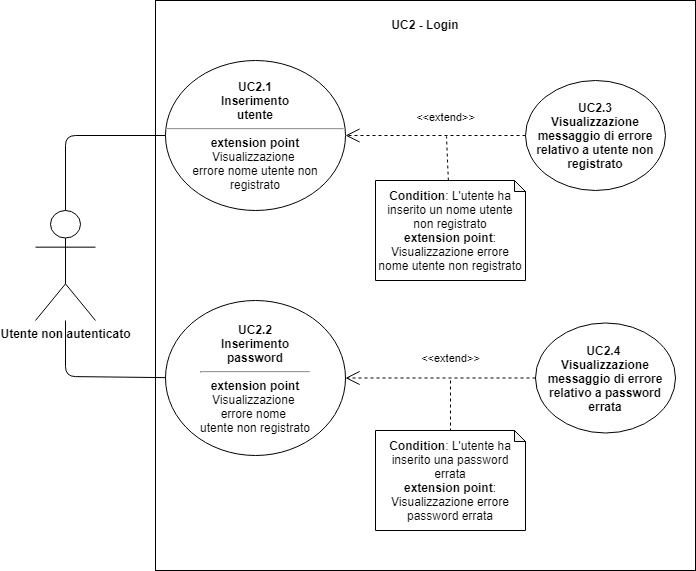 UC2 - Login
UC2.1
Inserimento
utente
extension point
Visualizzazione
errore nome utente non
registrato
<<extend>>
UC2.3
Visualizzazione
messaggio di errore
relativo a utente non
registrato
Condition: L'utente ha
inserito un nome utente
non registrato
extension point:
Visualizzazione errore
nome utente non registrato
Utente non autenticato
UC2.2
Inserimento
password
extension point
Visualizzazione
errore nome
utente non registrato
<<extend>>
UC2.4
Visualizzazione
messaggio di errore
relativo a password
errata
Condition: L'utente ha
inserito una password
errata
extension point:
Visualizzazione errore
password errata